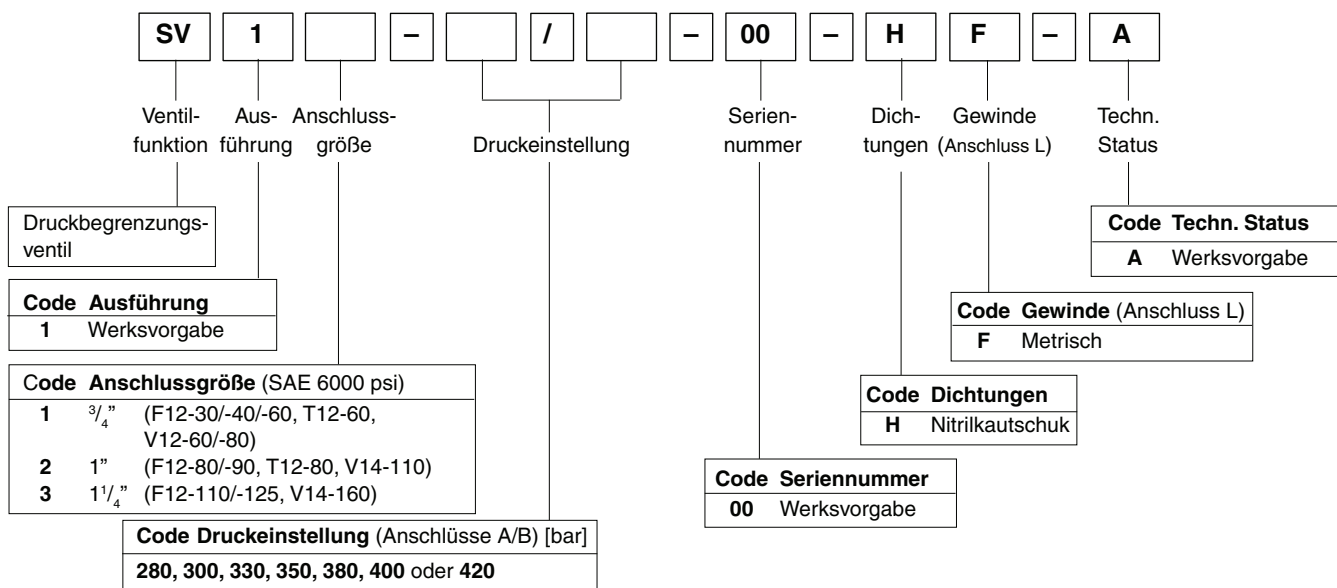 SV 1 – / – 00 – H F – A
Ventil-
funktion
Aus-
führung
Anschluss-
größe
Druckeinstellung
Serien-
nummer
Dich-
tungen
Gewinde
(Anschluss L)
Techn.
Status
Druckbegrenzungs-
ventil
Code Ausführung
1 Werksvorgabe
Code Anschlussgröße (SAE 6000 psi)
1 3/4” (F12-30/-40/-60, T12-60,
V12-60/-80)
2 1” (F12-80/-90, T12-80, V14-110)
3 11/4” (F12-110/-125, V14-160)
Code Druckeinstellung (Anschlüsse A/B) [bar]
280, 300, 330, 350, 380, 400 oder 420
Code Seriennummer
00 Werksvorgabe
Code Dichtungen
H Nitrilkautschuk
Code Gewinde (Anschluss L)
F Metrisch
Code Techn. Status
A Werksvorgabe